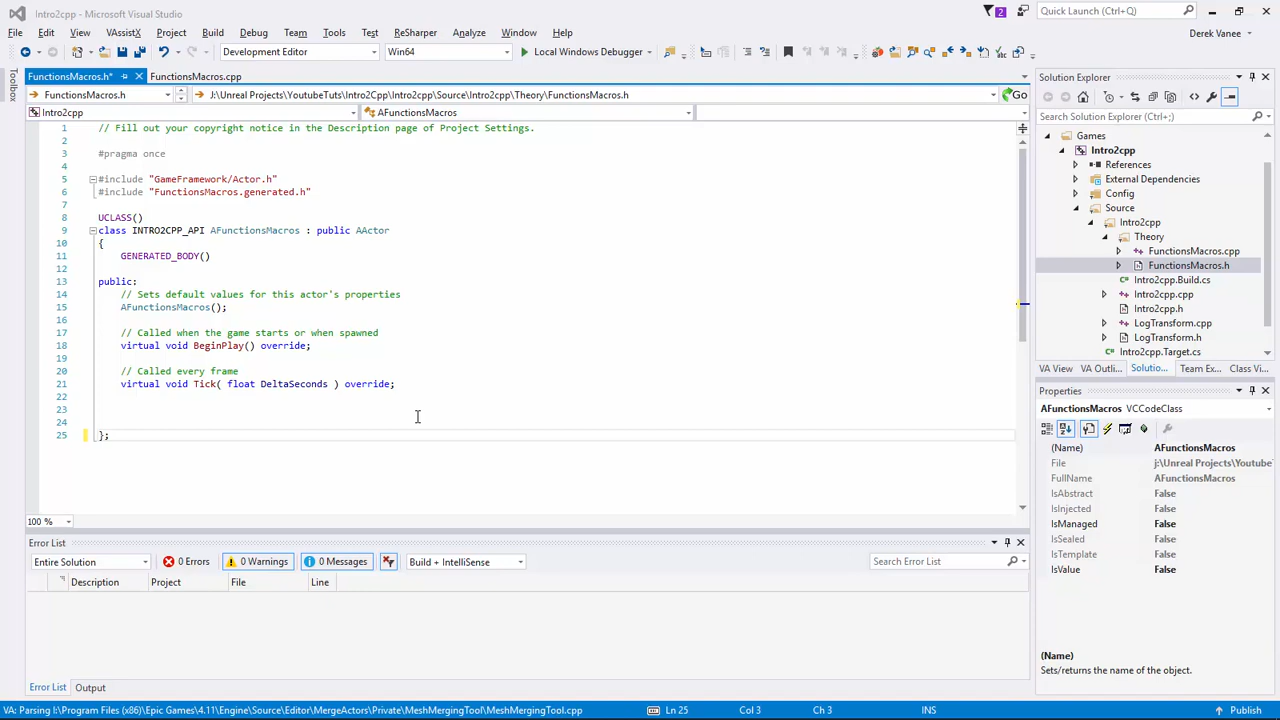 Intro2cpp - Microsoft Visual Studio
2
Quick Launch (Ctrl+Q)
File Edit View VAssistX Project Build Debug Team Tools Test ReSharper Analyze Window Help
Derek Vanee
Development Editor Win64 Local Windows Debugger
Toolbox
FunctionsMacros.h* FunctionsMacros.cpp
FunctionsMacros.h J:\Unreal Projects\YoutubeTuts\Intro2Cpp\Intro2cpp\Source\Intro2cpp\Theory\FunctionsMacros.h Go
Intro2cpp AFunctionsMacros
1 // Fill out your copyright notice in the Description page of Project Settings.
2
3 #pragma once
4
5 #include "GameFramework/Actor.h"
6 #include "FunctionsMacros.generated.h"
7
8 UCLASS()
9 class INTRO2CPP_API AFunctionsMacros : public AActor
10 {
11 GENERATED_BODY()
12
13 public:
14 // Sets default values for this actor's properties
15 AFunctionsMacros();
16
17 // Called when the game starts or when spawned
18 virtual void BeginPlay() override;
19
20 // Called every frame
21 virtual void Tick( float DeltaSeconds ) override;
22
23
24
25 };
100 %
Error List
Entire Solution 0 Errors 0 Warnings 0 Messages Build + IntelliSense Search Error List
Description Project File Line
Error List Output
Solution Explorer
Search Solution Explorer (Ctrl+;)
Games
Intro2cpp
References
External Dependencies
Config
Source
Intro2cpp
Theory
FunctionsMacros.cpp
FunctionsMacros.h
Intro2cpp.Build.cs
Intro2cpp.cpp
Intro2cpp.h
LogTransform.cpp
LogTransform.h
Intro2cpp.Target.cs
VA View VA Outli... Solutio... Team Ex... Class Vi...
Properties
AFunctionsMacros VCCodeClass
(Name) AFunctionsMacros
File j:\Unreal Projects\Youtube
FullName AFunctionsMacros
IsAbstract False
IsInjected False
IsManaged False
IsSealed False
IsTemplate False
IsValue False
(Name)
Sets/returns the name of the object.
VA: Parsing I:\Program Files (x86)\Epic Games\4.11\Engine\Source\Editor\MergeActors\Private\MeshMergingTool\MeshMergingTool.cpp Ln 25 Col 3 Ch 3 INS Publish